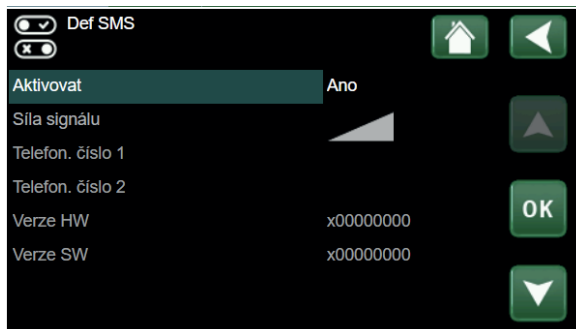 Def SMS
Aktivovat Ano
Síla signálu
Telefon. číslo 1
Telefon. číslo 2
Verze HW x00000000
Verze SW x00000000
OK